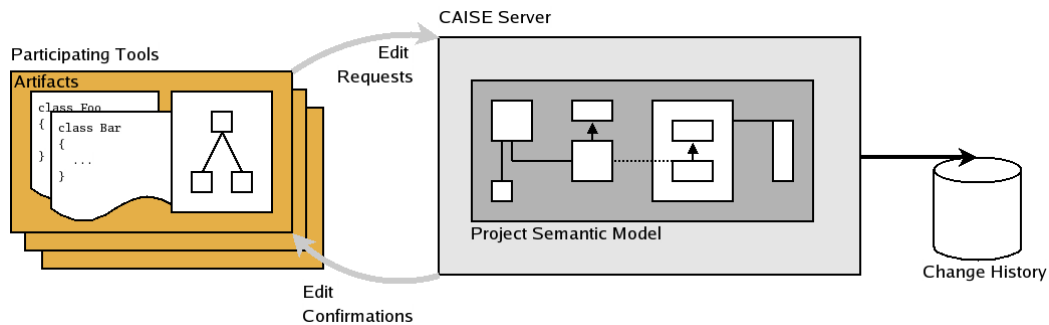 CAISE Server
Participating Tools
Edit
Requests
Artifacts
class Foo
{
}
class Bar
{
...
}
Project Semantic Model
Change History
Edit
Confirmations